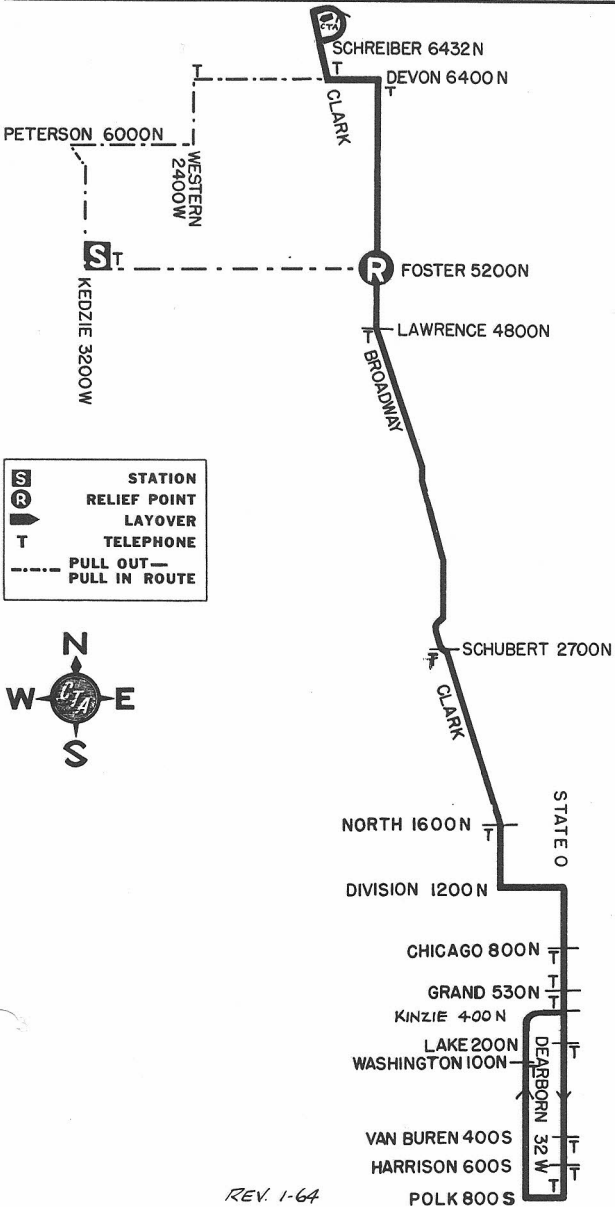 CTA
SCHREIBER 6432N
T
T
DEVON 6400N
T
CLARK
PETERSON 6000N
WESTERN
2400W
S T
R
FOSTER 5200N
KEDZIE 3200W
LAWRENCE 4800N
T
BROADWAY
S STATION
R RELIEF POINT
LAYOVER
T TELEPHONE
PULL OUT—
PULL IN ROUTE
N
W CTA E
S
SCHUBERT 2700N
T
CLARK
NORTH 1600N
T
STATE 0
DIVISION 1200N
CHICAGO 800N
T
T
GRAND 530N
T
KINZIE 400N
LAKE 200N
T
WASHINGTON 100N
T
DEARBORN 32W
VAN BUREN 400S
T
HARRISON 600S
T
T
POLK 800S
REV. 1-64